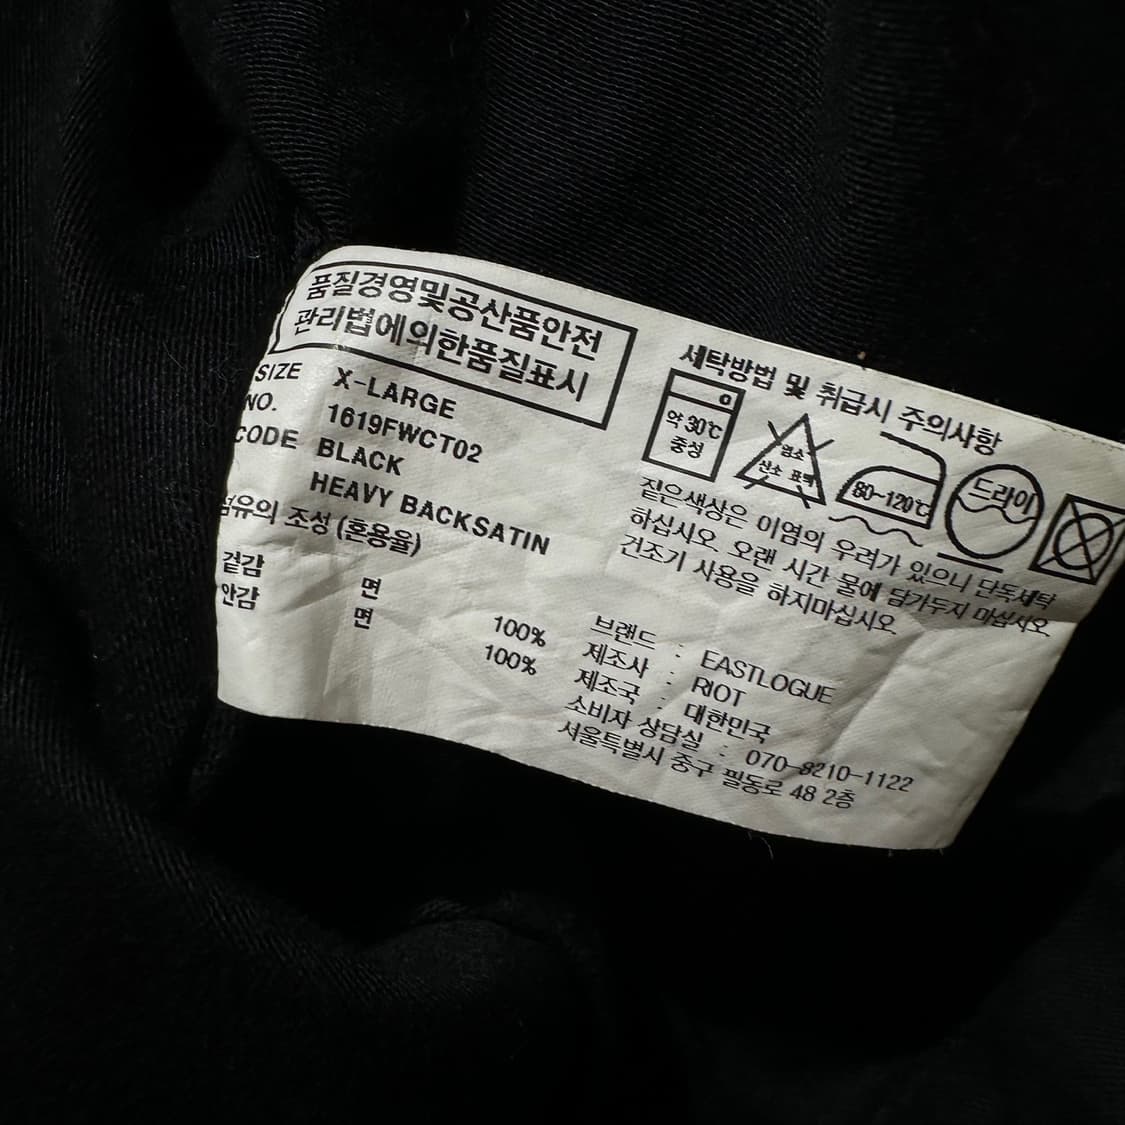 품질경영및공산품안전
관리법에의한품질표시
SIZE X-LARGE
NO. 1619FWCT02
CODE BLACK
HEAVY BACKSATIN
섬유의 조성 (혼용율)
겉감 면 100%
안감 면 100%
세탁방법 및 취급시 주의사항
약 30℃
중성
염소
산소 표백
80~120℃
드라이
짙은색상은 이염의 우려가 있으니 단독세탁
하십시오. 오랜 시간 물에 담가두지 마십시오.
건조기 사용을 하지마십시오.
브랜드 : EASTLOGUE
제조사 : RIOT
제조국 : 대한민국
소비자 상담실 : 070-8210-1122
서울특별시 중구 필동로 48 2층